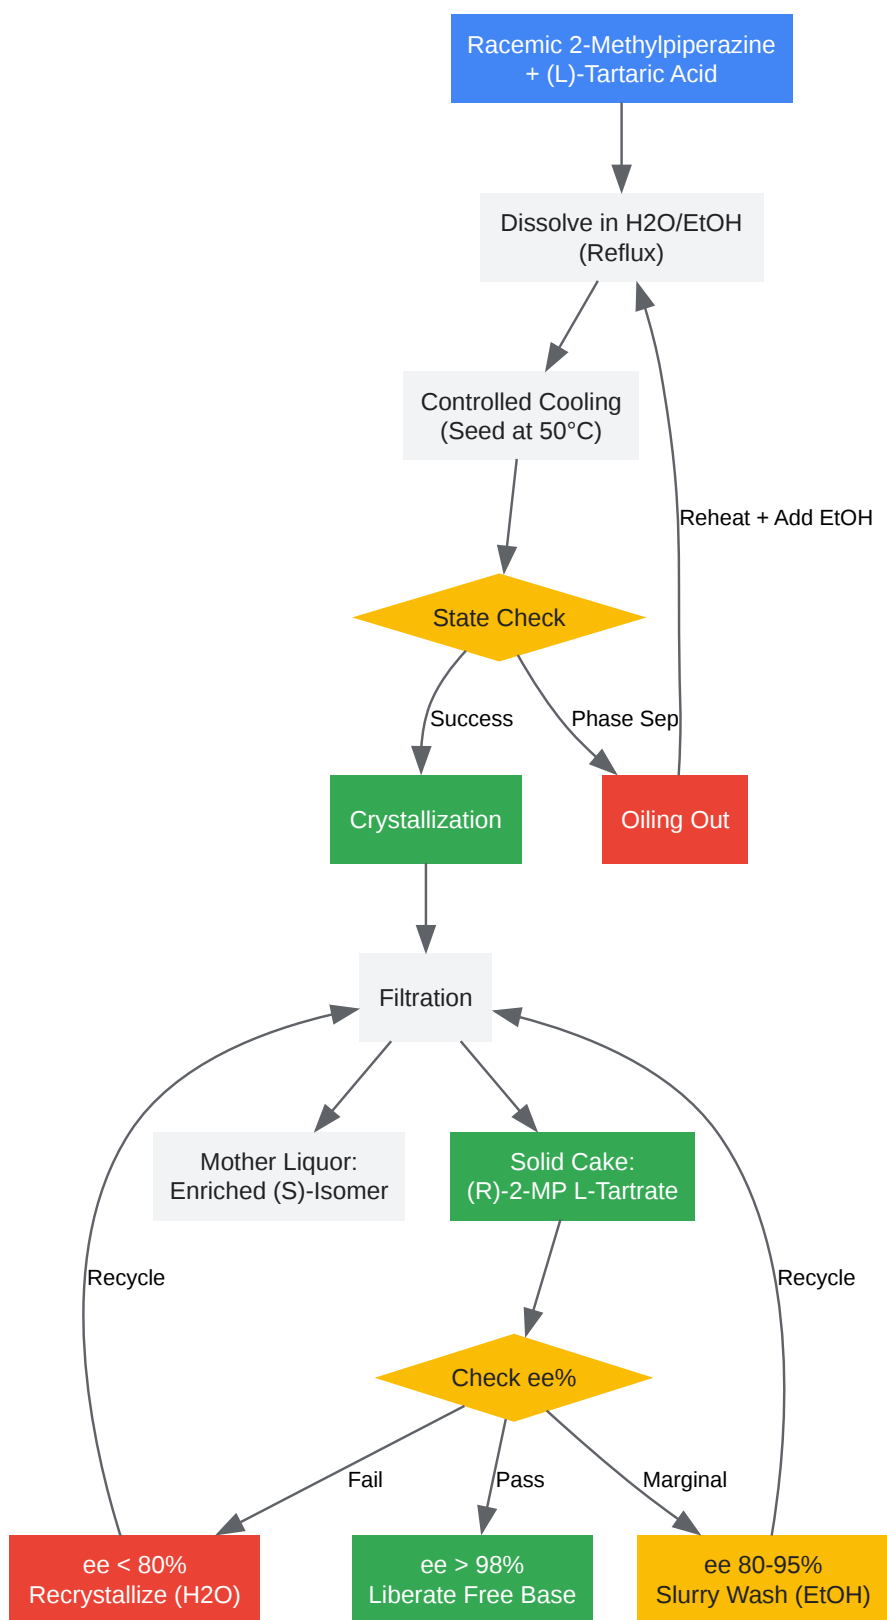 Racemic 2-Methylpiperazine
+ (L)-Tartaric Acid
Dissolve in H2O/EtOH
(Reflux)
Controlled Cooling
(Seed at 50°C)
Reheat + Add EtOH
State Check
Success
Phase Sep
Crystallization
Oiling Out
Filtration
Mother Liquor:
Enriched (S)-Isomer
Solid Cake:
(R)-2-MP L-Tartrate
Recycle
Recycle
Check ee%
Fail
Pass
Marginal
ee < 80%
Recrystallize (H2O)
ee > 98%
Liberate Free Base
ee 80-95%
Slurry Wash (EtOH)